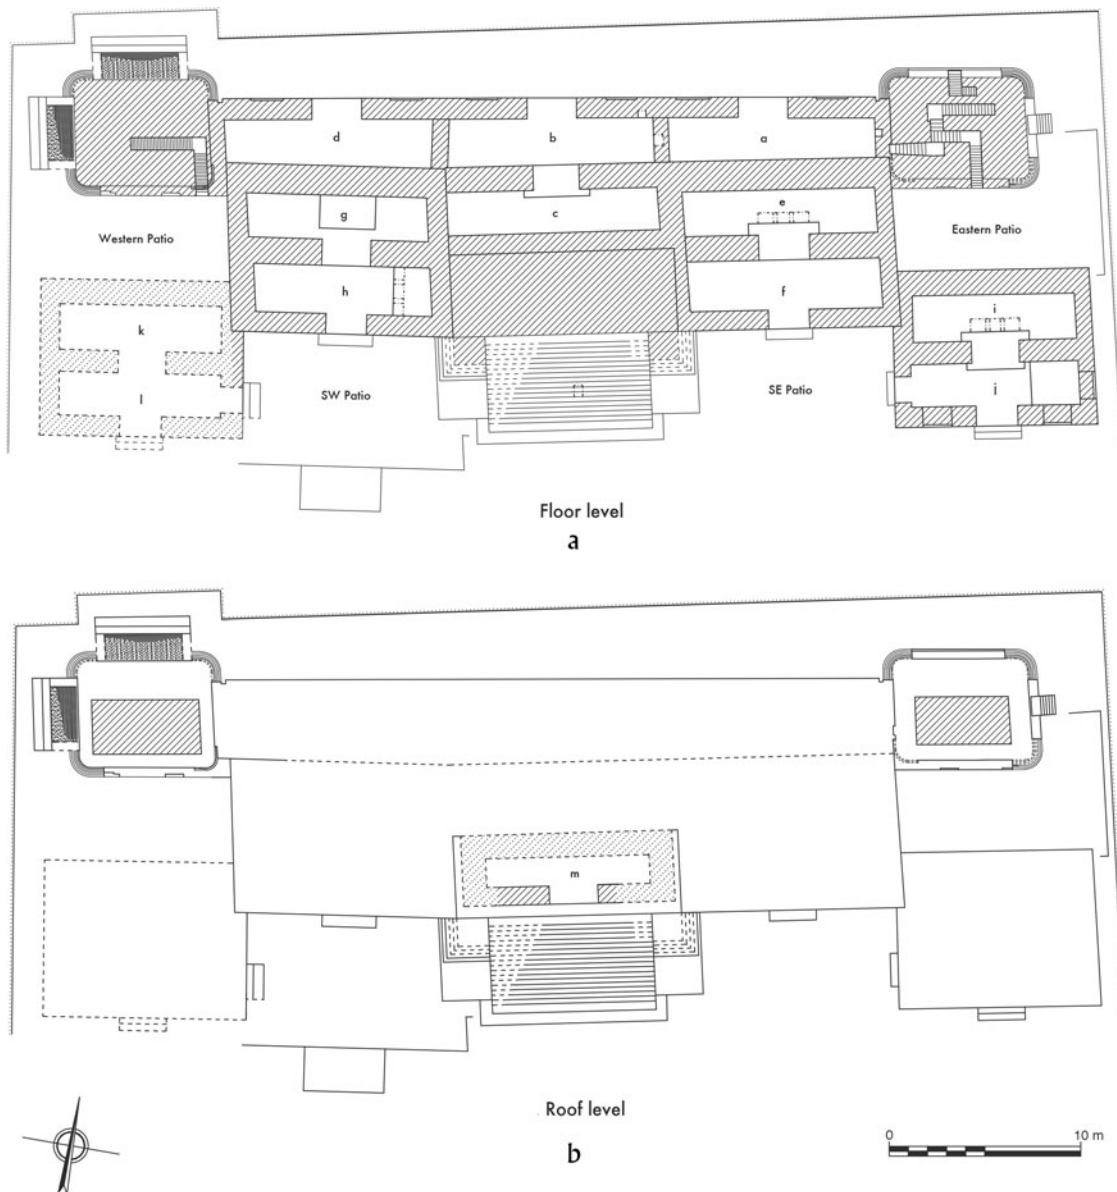 d
b
a
g
c
e
Western Patio
Eastern Patio
h
f
i
k
l
SW Patio
SE Patio
j
Floor level
a
m
Roof level
b
0
10 m